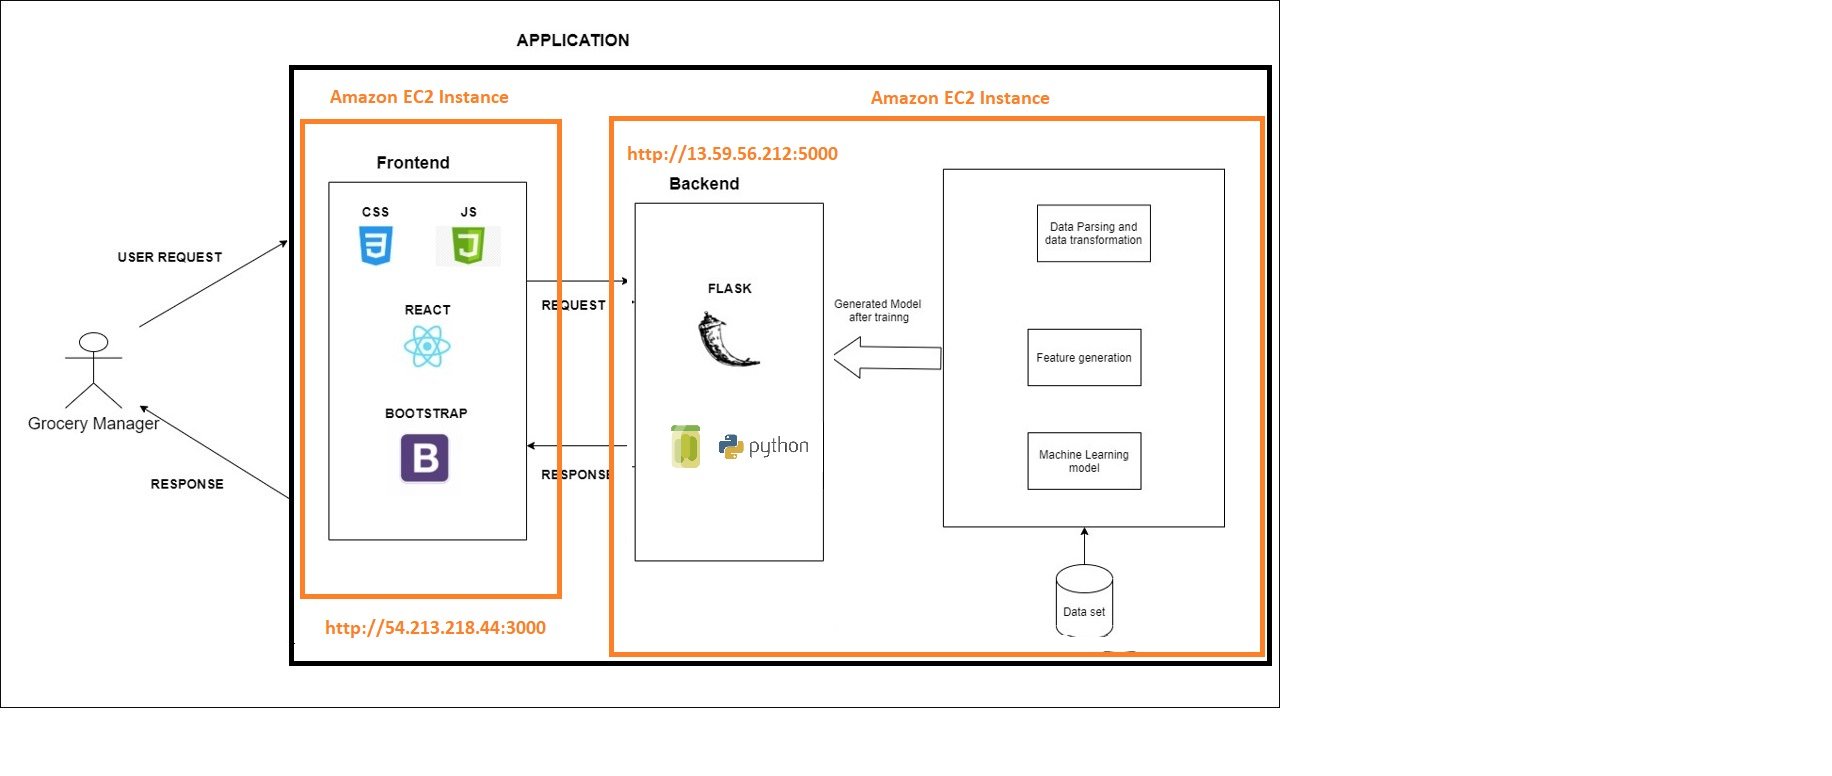 APPLICATION
Amazon EC2 Instance
Amazon EC2 Instance
http://13.59.56.212:5000
Frontend
Backend
CSS
JS
Data Parsing and
data transformation
USER REQUEST
FLASK
REQUEST
REACT
Generated Model
after trainng
Feature generation
Grocery Manager
BOOTSTRAP
B
python
Machine Learning
model
RESPONSE
RESPONSE
Data set
http://54.213.218.44:3000